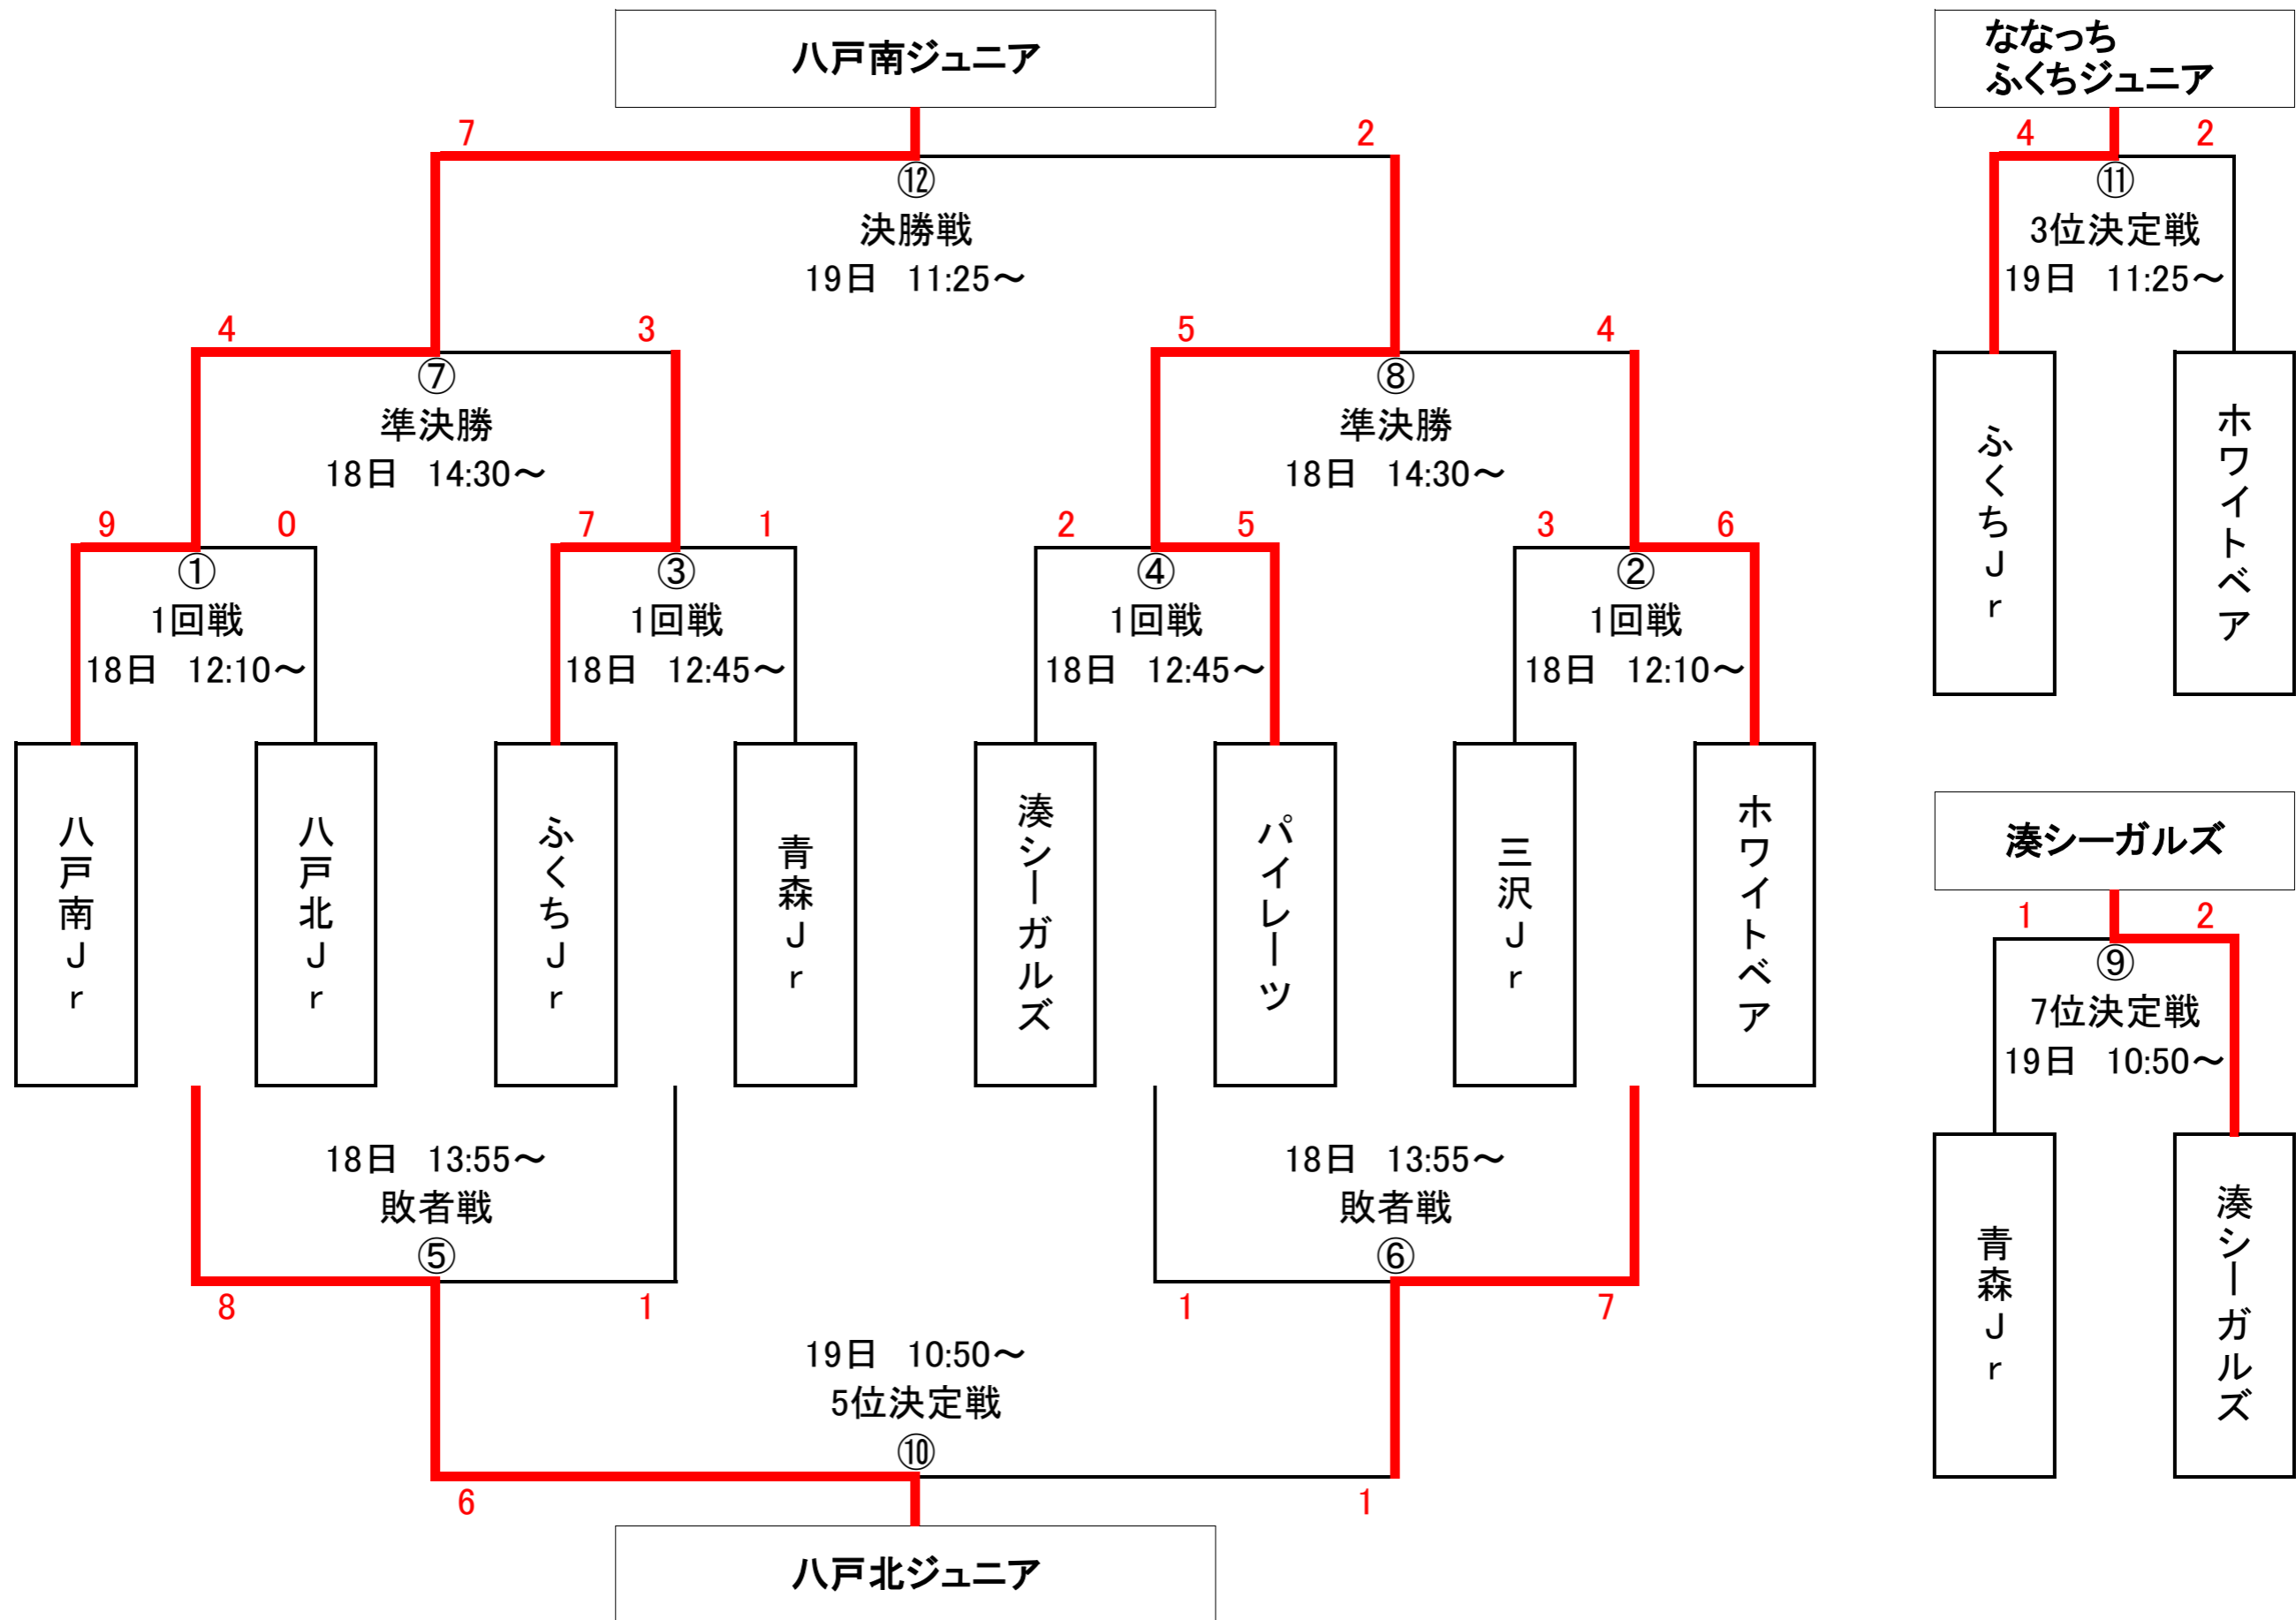 八戸南ジュニア
7 2
⑫
決勝戦
19日 11:25～
4 3
⑦
準決勝
18日 14:30～
5 4
⑧
準決勝
18日 14:30～
9 0
①
1回戦
18日 12:10～
7 1
③
1回戦
18日 12:45～
2 5
④
1回戦
18日 12:45～
3 6
②
1回戦
18日 12:10～
八戸南Jr
八戸北Jr
ふくちJr
青森Jr
湊シーガルズ
パイレーツ
三沢Jr
ホワイトベア
18日 13:55～
敗者戦
⑤
8 1
18日 13:55～
敗者戦
⑥
1 7
19日 10:50～
5位決定戦
⑩
6 1
八戸北ジュニア
ななっち
ふくちジュニア
4 2
⑪
3位決定戦
19日 11:25～
ふくちJr
ホワイトベア
湊シーガルズ
1 2
⑨
7位決定戦
19日 10:50～
青森Jr
湊シーガルズ